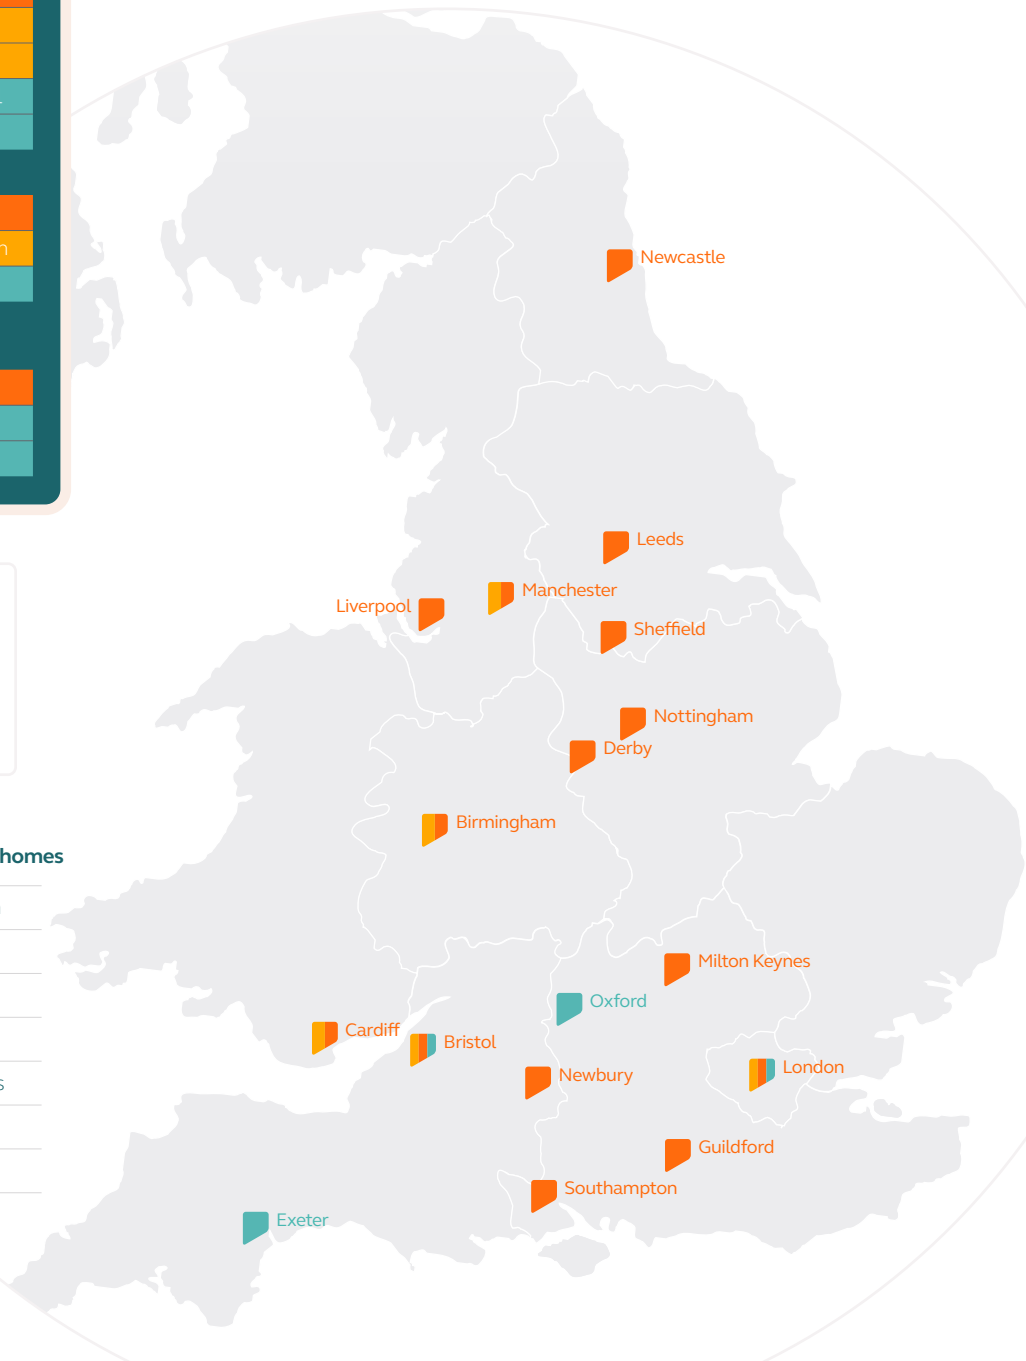 Newcastle
Leeds
Manchester
Liverpool
Sheffield
Nottingham
Derby
Birmingham
homes
Milton Keynes
Oxford
Cardiff
Bristol
London
Newbury
Guildford
Southampton
Exeter